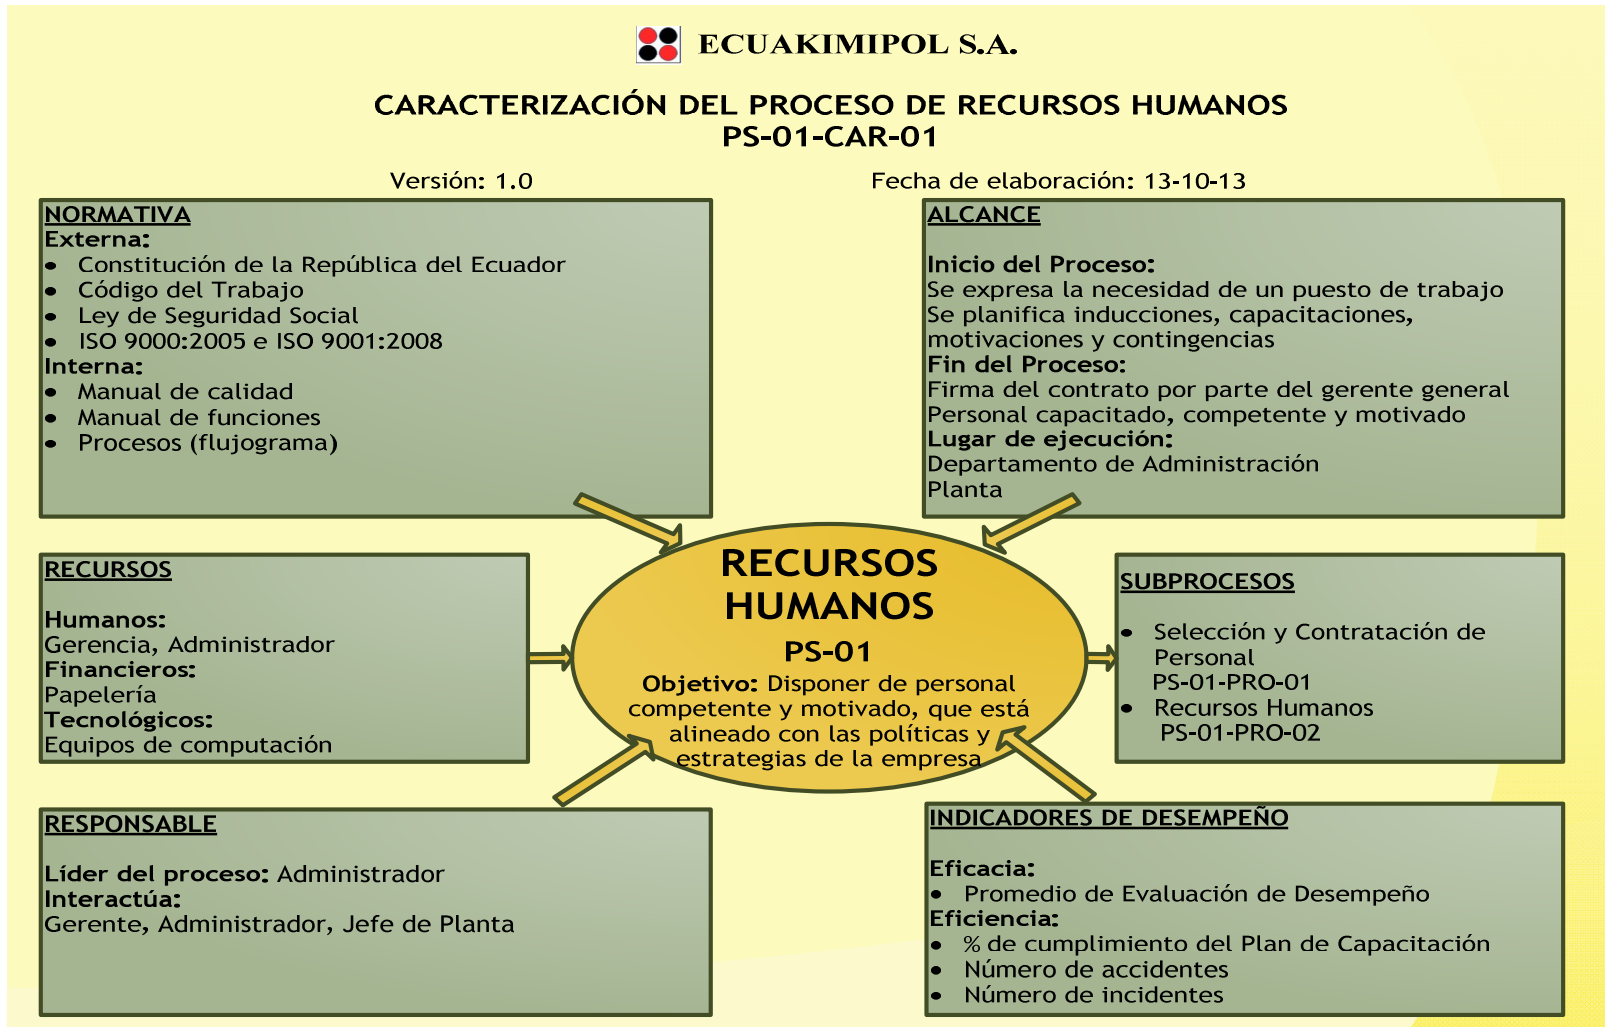 ECUAKIMIPOL S.A.
CARACTERIZACIÓN DEL PROCESO DE RECURSOS HUMANOS
PS-01-CAR-01
Versión: 1.0
Fecha de elaboración: 13-10-13
NORMATIVA
Externa:
• Constitución de la República del Ecuador
• Código del Trabajo
• Ley de Seguridad Social
• ISO 9000:2005 e ISO 9001:2008
Interna:
• Manual de calidad
• Manual de funciones
• Procesos (flujograma)
ALCANCE
Inicio del Proceso:
Se expresa la necesidad de un puesto de trabajo
Se planifica inducciones, capacitaciones,
motivaciones y contingencias
Fin del Proceso:
Firma del contrato por parte del gerente general
Personal capacitado, competente y motivado
Lugar de ejecución:
Departamento de Administración
Planta
RECURSOS
Humanos:
Gerencia, Administrador
Financieros:
Papelería
Tecnológicos:
Equipos de computación
RECURSOS
HUMANOS
PS-01
Objetivo: Disponer de personal
competente y motivado, que está
alineado con las políticas y
estrategias de la empresa
SUBPROCESOS
• Selección y Contratación de
Personal
PS-01-PRO-01
• Recursos Humanos
PS-01-PRO-02
RESPONSABLE
Líder del proceso: Administrador
Interactúa:
Gerente, Administrador, Jefe de Planta
INDICADORES DE DESEMPEÑO
Eficacia:
• Promedio de Evaluación de Desempeño
Eficiencia:
• % de cumplimiento del Plan de Capacitación
• Número de accidentes
• Número de incidentes